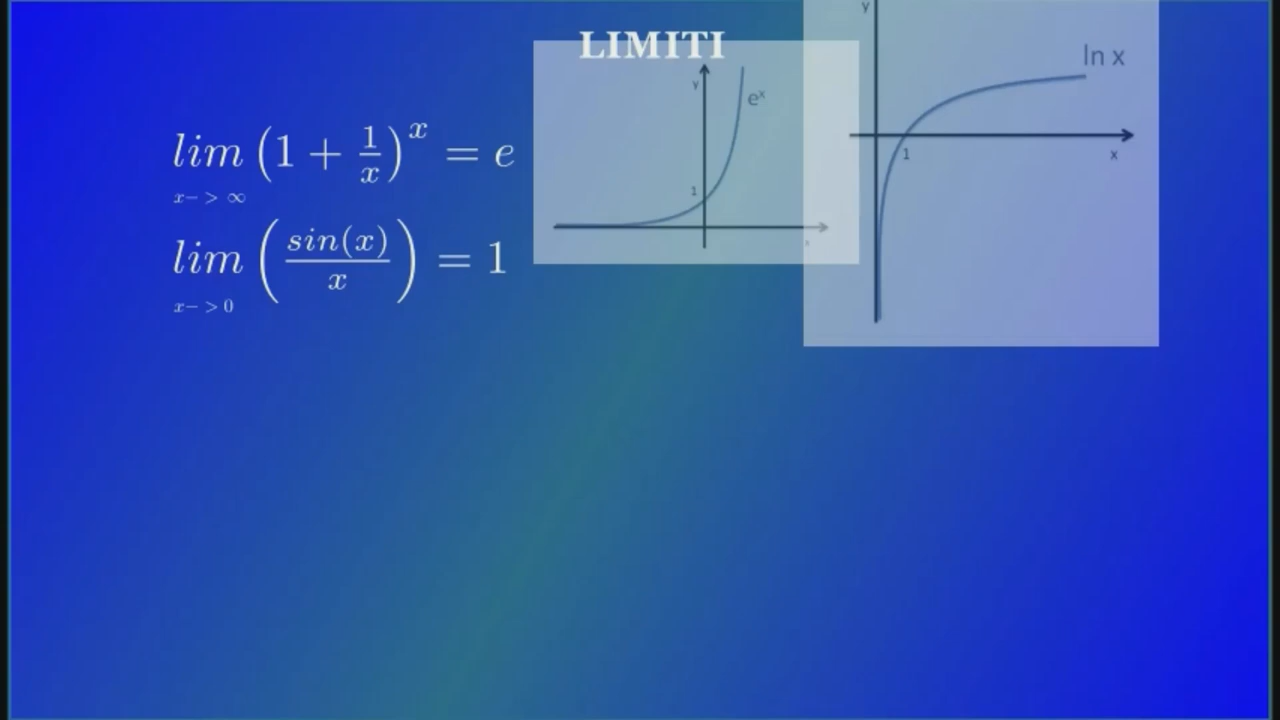 LIMITI
lim (1 + 1/x)^x = e
x−> ∞
lim (sin(x)/x) = 1
x−> 0
y
e^x
1
x
y
ln x
1
x